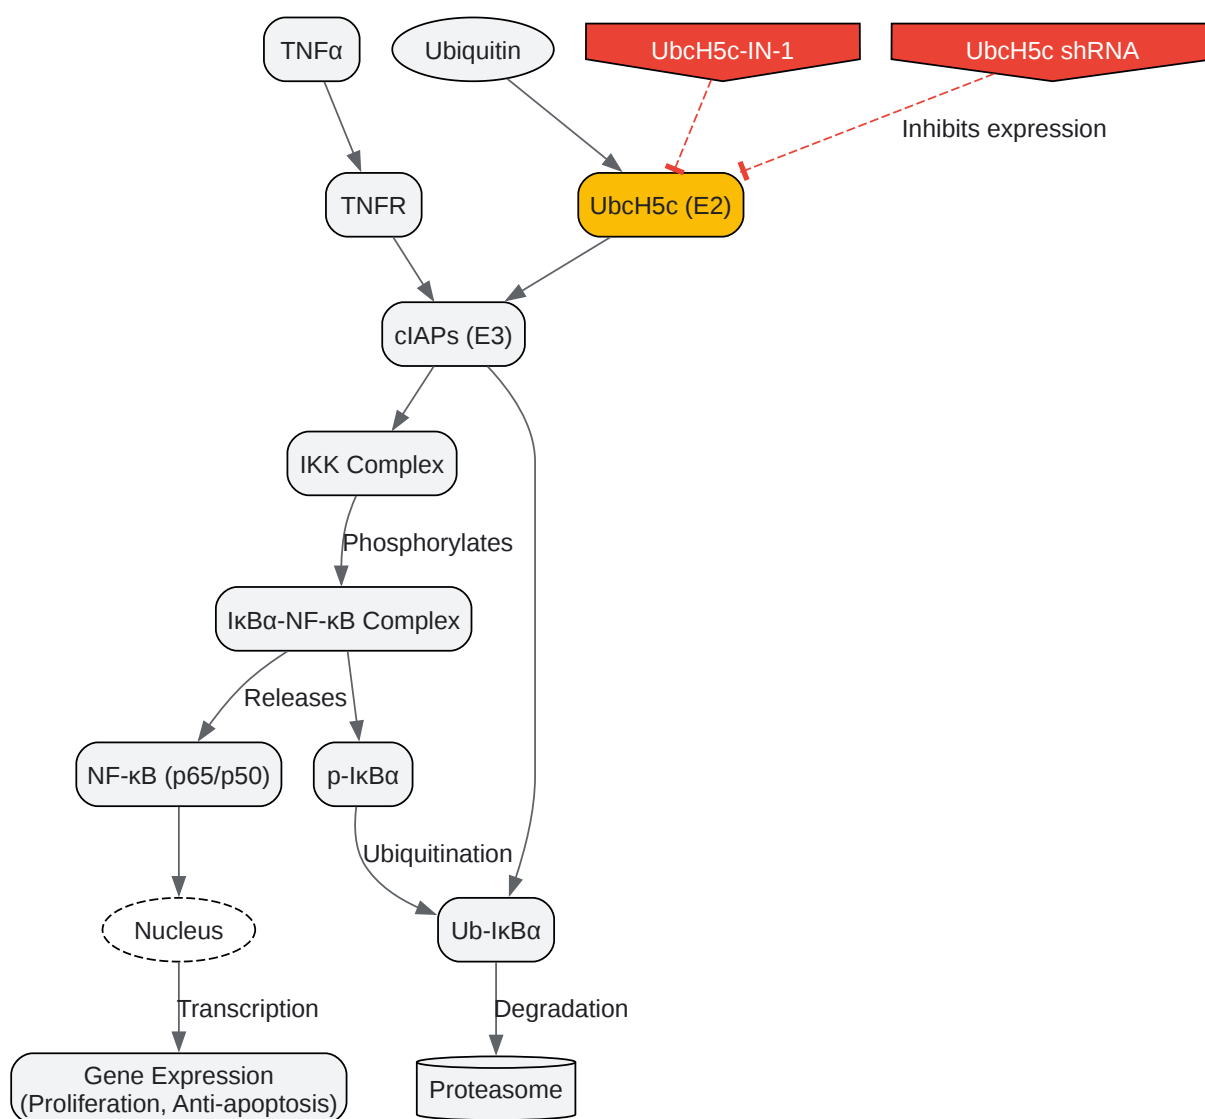 TNFα
Ubiquitin
UbcH5c-IN-1
UbcH5c shRNA
Inhibits expression
TNFR
UbcH5c (E2)
cIAPs (E3)
IKK Complex
Phosphorylates
IκBα-NF-κB Complex
Releases
NF-κB (p65/p50)
p-IκBα
Ubiquitination
Nucleus
Ub-IκBα
Transcription
Degradation
Gene Expression
(Proliferation, Anti-apoptosis)
Proteasome